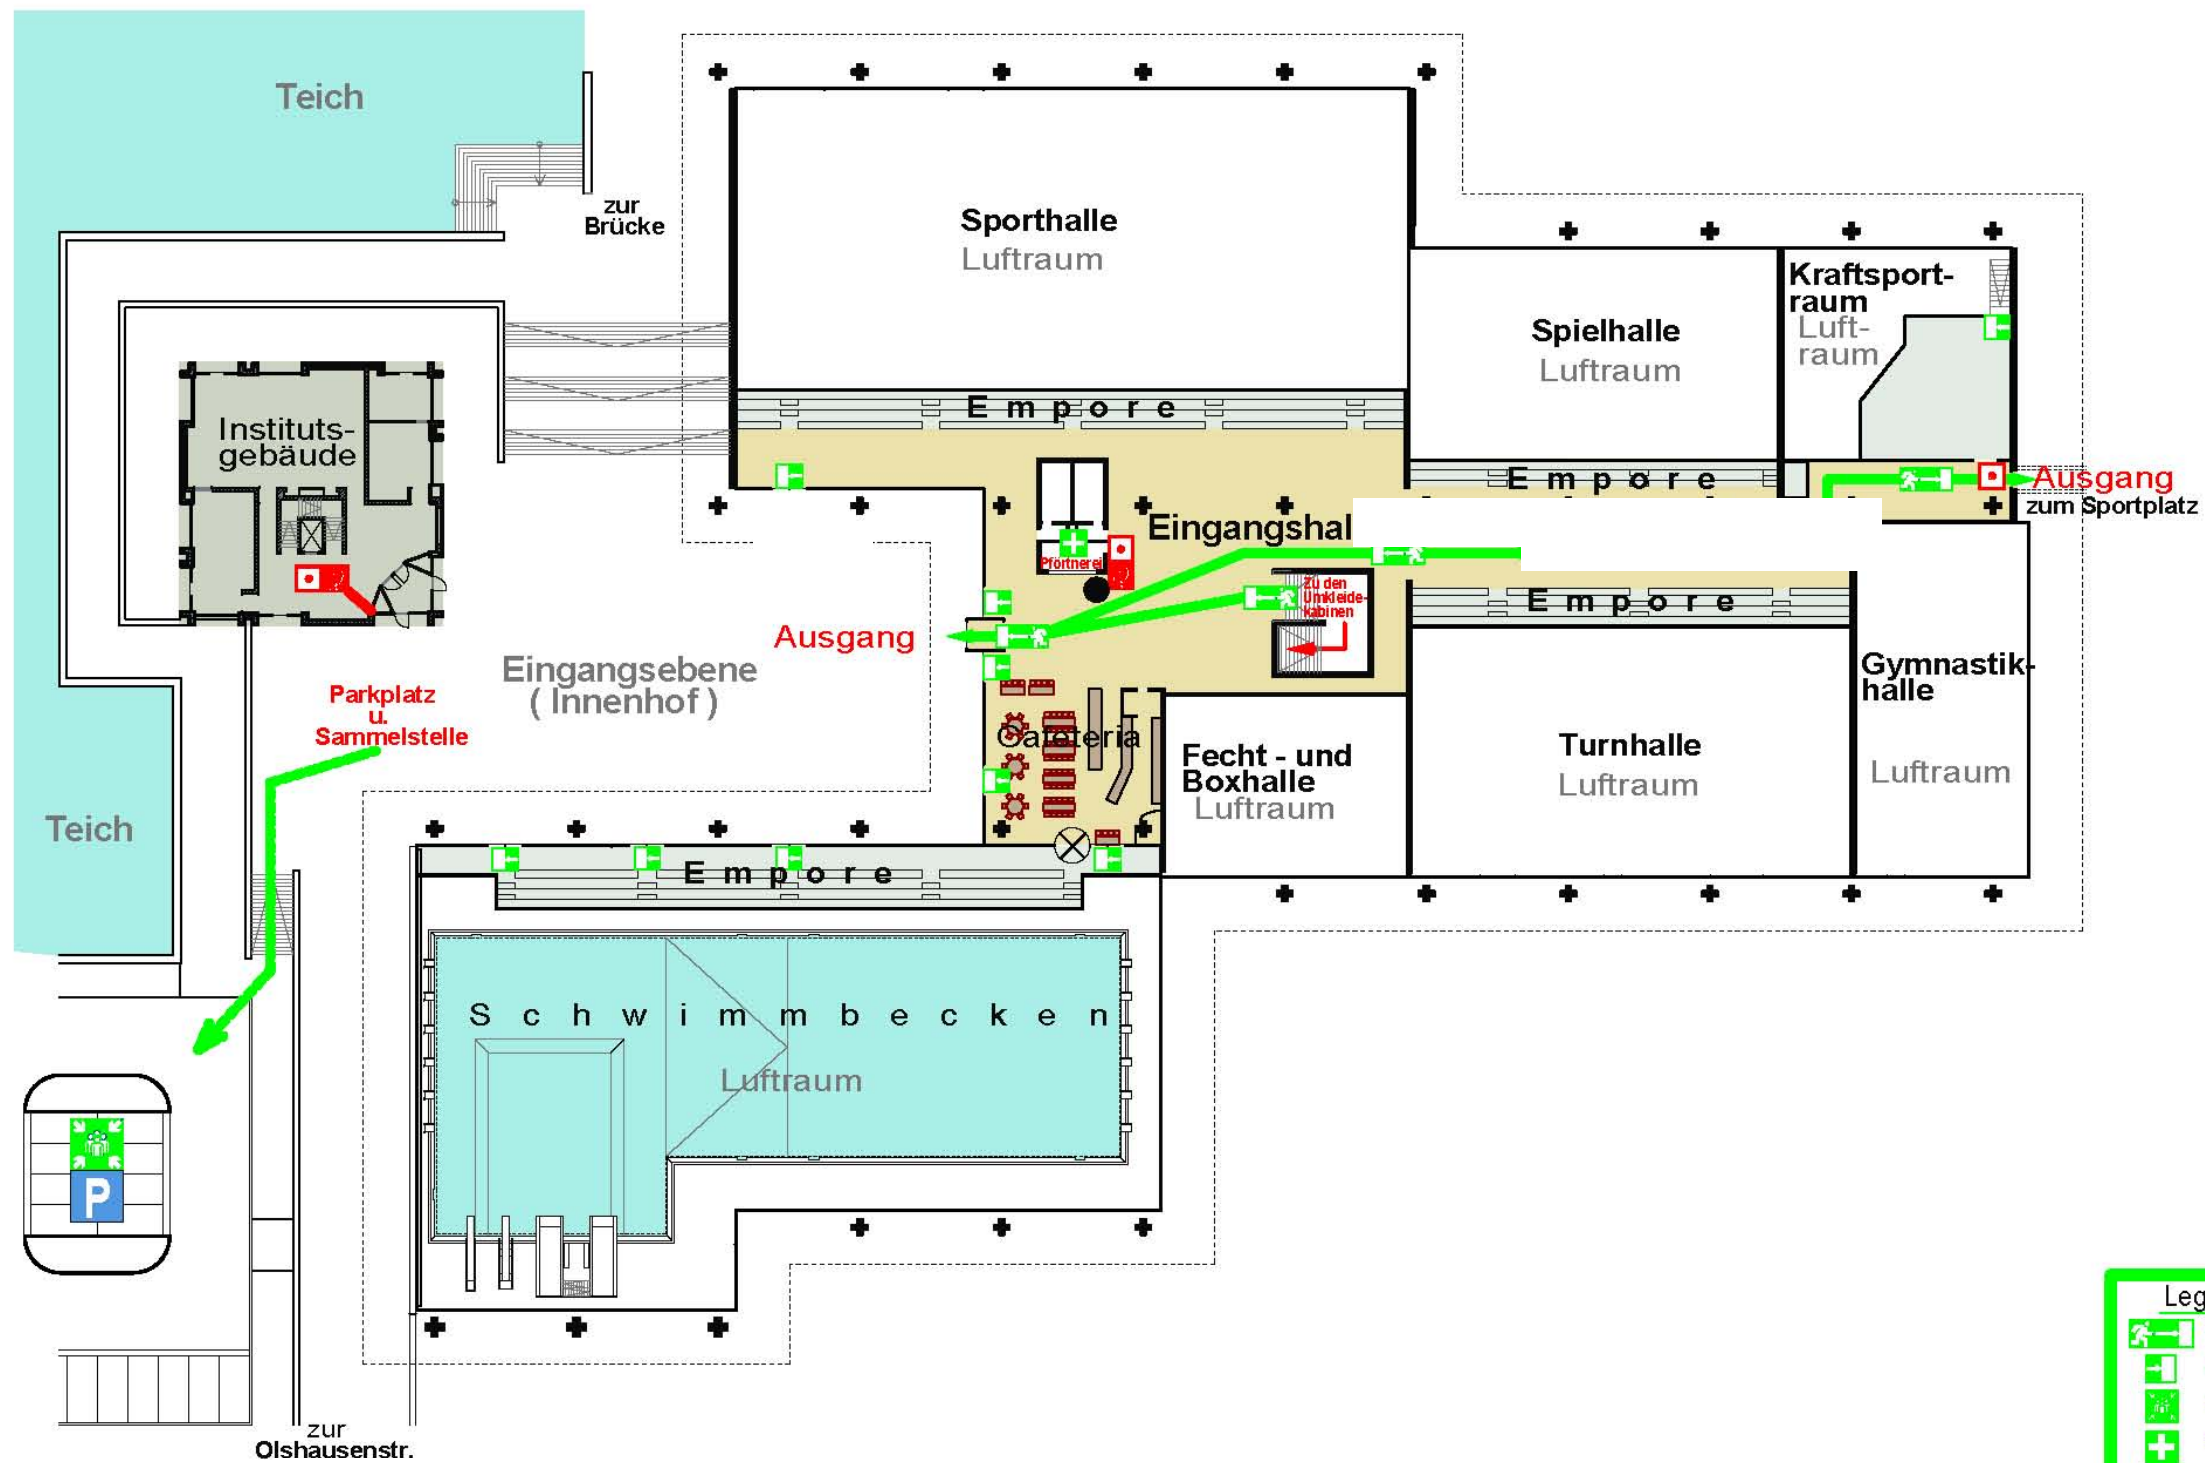 Teich
zur
Brücke
Sporthalle
Luftraum
Kraftsport-
raum
Luft-
raum
Spielhalle
Luftraum
Instituts-
gebäude
Empore
Empore
Ausgang
zum Sportplatz
Eingangshal
Pförtnerei
Zu den
Umkleide-
kabinen
Empore
Ausgang
Eingangsebene
( Innenhof )
Parkplatz
u.
Sammelstelle
Gymnastik-
halle
Luftraum
Cafeteria
Fecht - und
Boxhalle
Luftraum
Turnhalle
Luftraum
Teich
Empore
Schwimmbecken
Luftraum
P
Leg
zur
Olshausenstr.